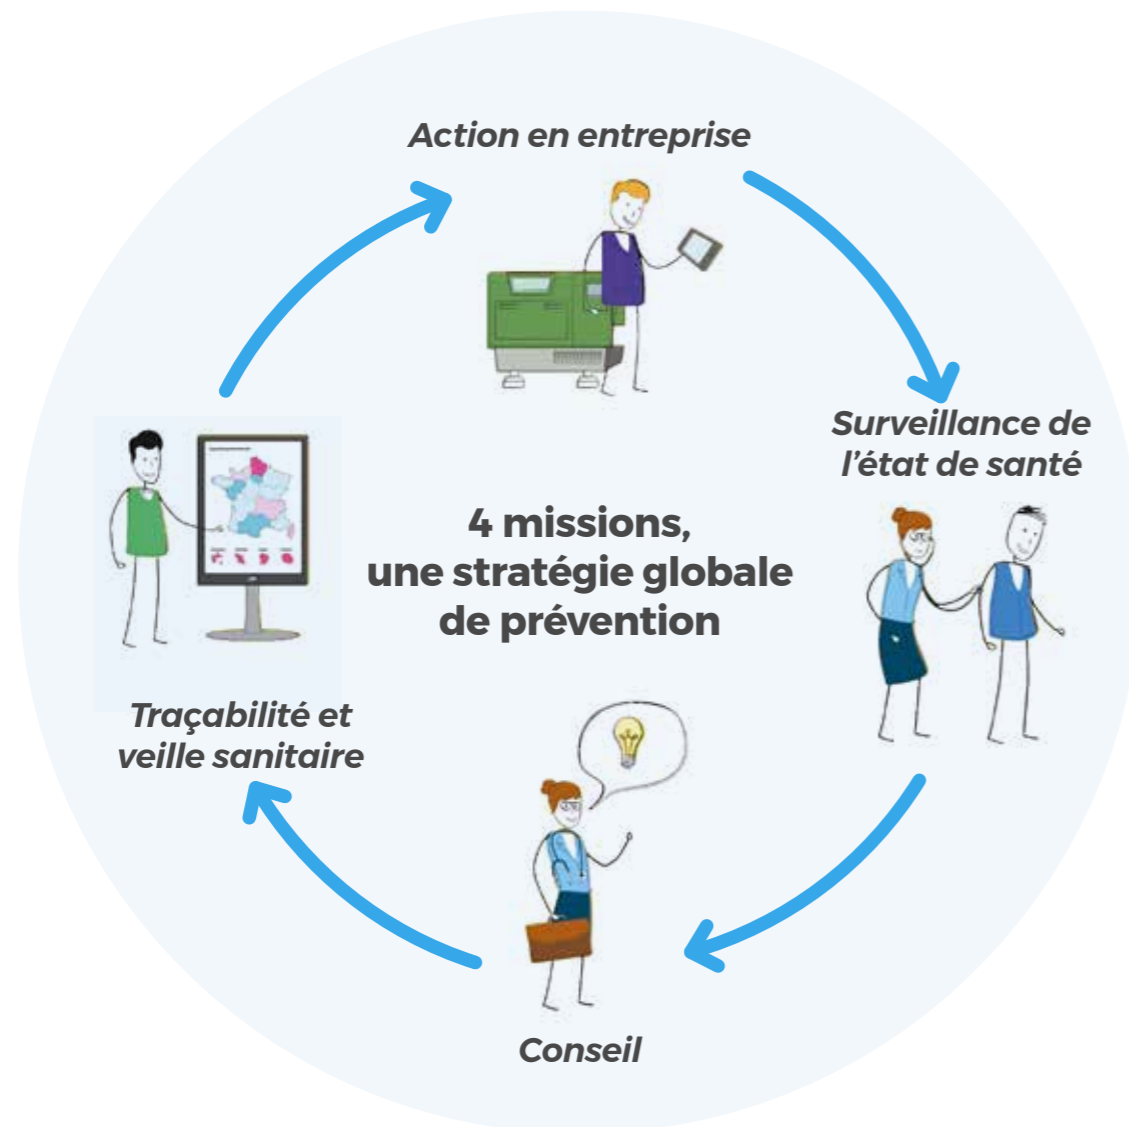 Action en entreprise
Surveillance de
l'état de santé
4 missions,
une stratégie globale
de prévention
Traçabilité et
veille sanitaire
Conseil